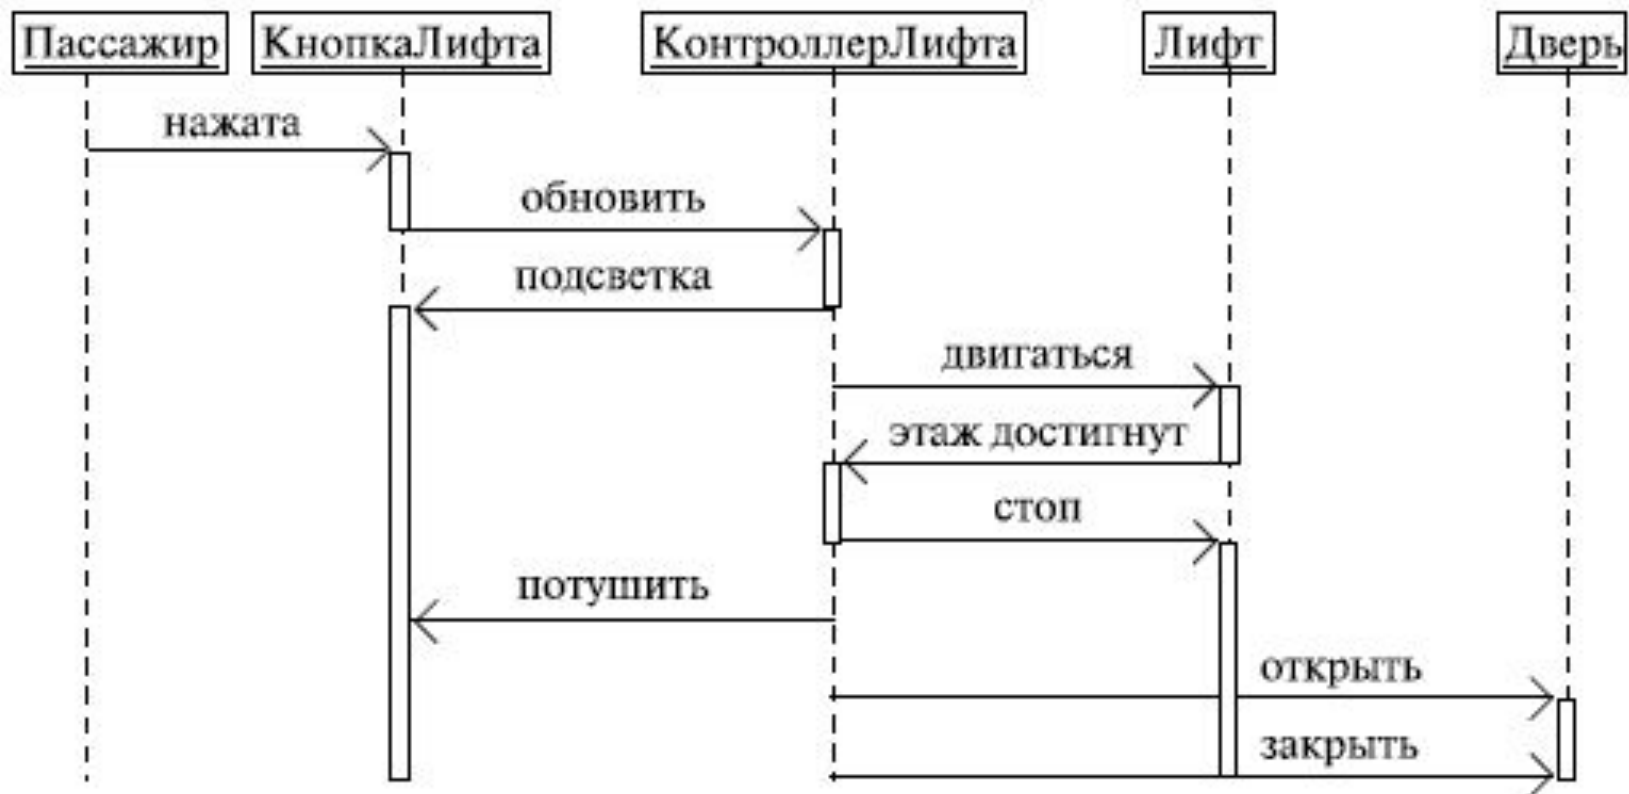 Пассажир КнопкаЛифта КонтроллерЛифта Лифт Дверь
нажата
обновить
подсветка
двигаться
этаж достигнут
стоп
потушить
открыть
закрыть